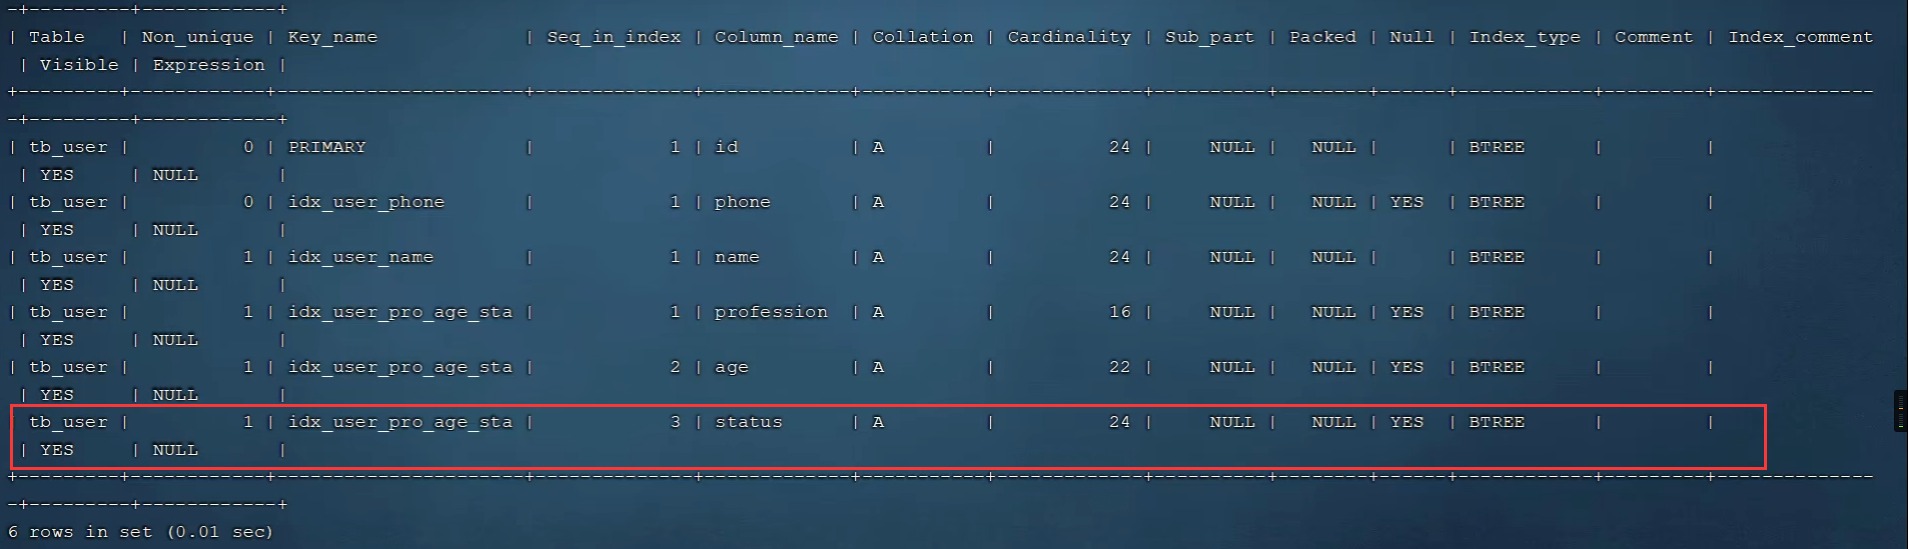 -+---------+------------+
| Table   | Non_unique | Key_name             | Seq_in_index | Column_name | Collation | Cardinality | Sub_part | Packed | Null | Index_type | Comment | Index_comment
 | Visible | Expression |
+---------+------------+----------------------+--------------+-------------+-----------+-------------+----------+--------+------+------------+---------+--------------
-+---------+------------+
| tb_user |          0 | PRIMARY              |            1 | id          | A         |          24 |     NULL |   NULL |      | BTREE      |         |
 | YES     | NULL       |
| tb_user |          0 | idx_user_phone       |            1 | phone       | A         |          24 |     NULL |   NULL | YES  | BTREE      |         |
 | YES     | NULL       |
| tb_user |          1 | idx_user_name        |            1 | name        | A         |          24 |     NULL |   NULL |      | BTREE      |         |
 | YES     | NULL       |
| tb_user |          1 | idx_user_pro_age_sta |            1 | profession  | A         |          16 |     NULL |   NULL | YES  | BTREE      |         |
 | YES     | NULL       |
| tb_user |          1 | idx_user_pro_age_sta |            2 | age         | A         |          22 |     NULL |   NULL | YES  | BTREE      |         |
 | YES     | NULL       |
  tb_user |          1 | idx_user_pro_age_sta |            3 | status      | A         |          24 |     NULL |   NULL | YES  | BTREE      |         |
 | YES     | NULL       |
+---------+------------+----------------------+--------------+-------------+-----------+-------------+----------+--------+------+------------+---------+--------------
-+---------+------------+
6 rows in set (0.01 sec)